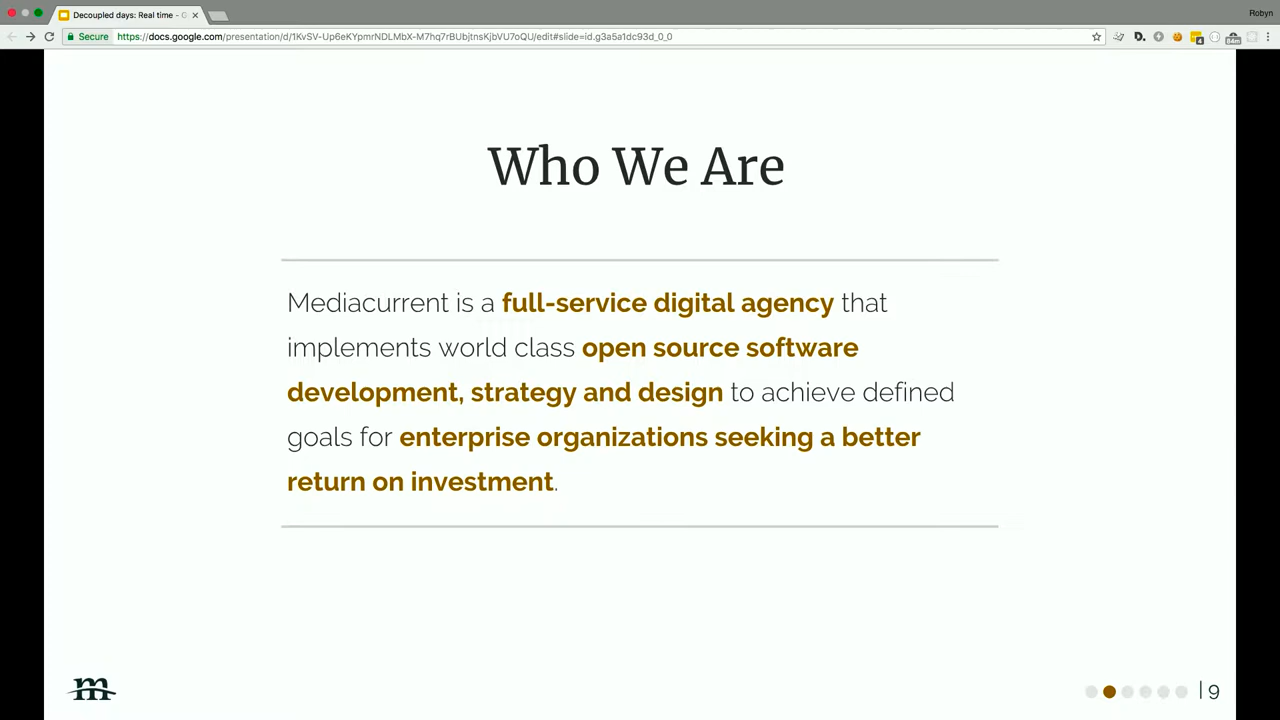 Decoupled days: Real time -
Robyn
Secure
https://docs.google.com/presentation/d/1KvSV-Up6eKYpmrNDLMbX-M7hq7rBUbjtnsKjbVU7oQU/edit#slide=id.g3a5a1dc93d_0_0
D.
Who We Are
Mediacurrent is a full-service digital agency that
implements world class open source software
development, strategy and design to achieve defined
goals for enterprise organizations seeking a better
return on investment.
m
9